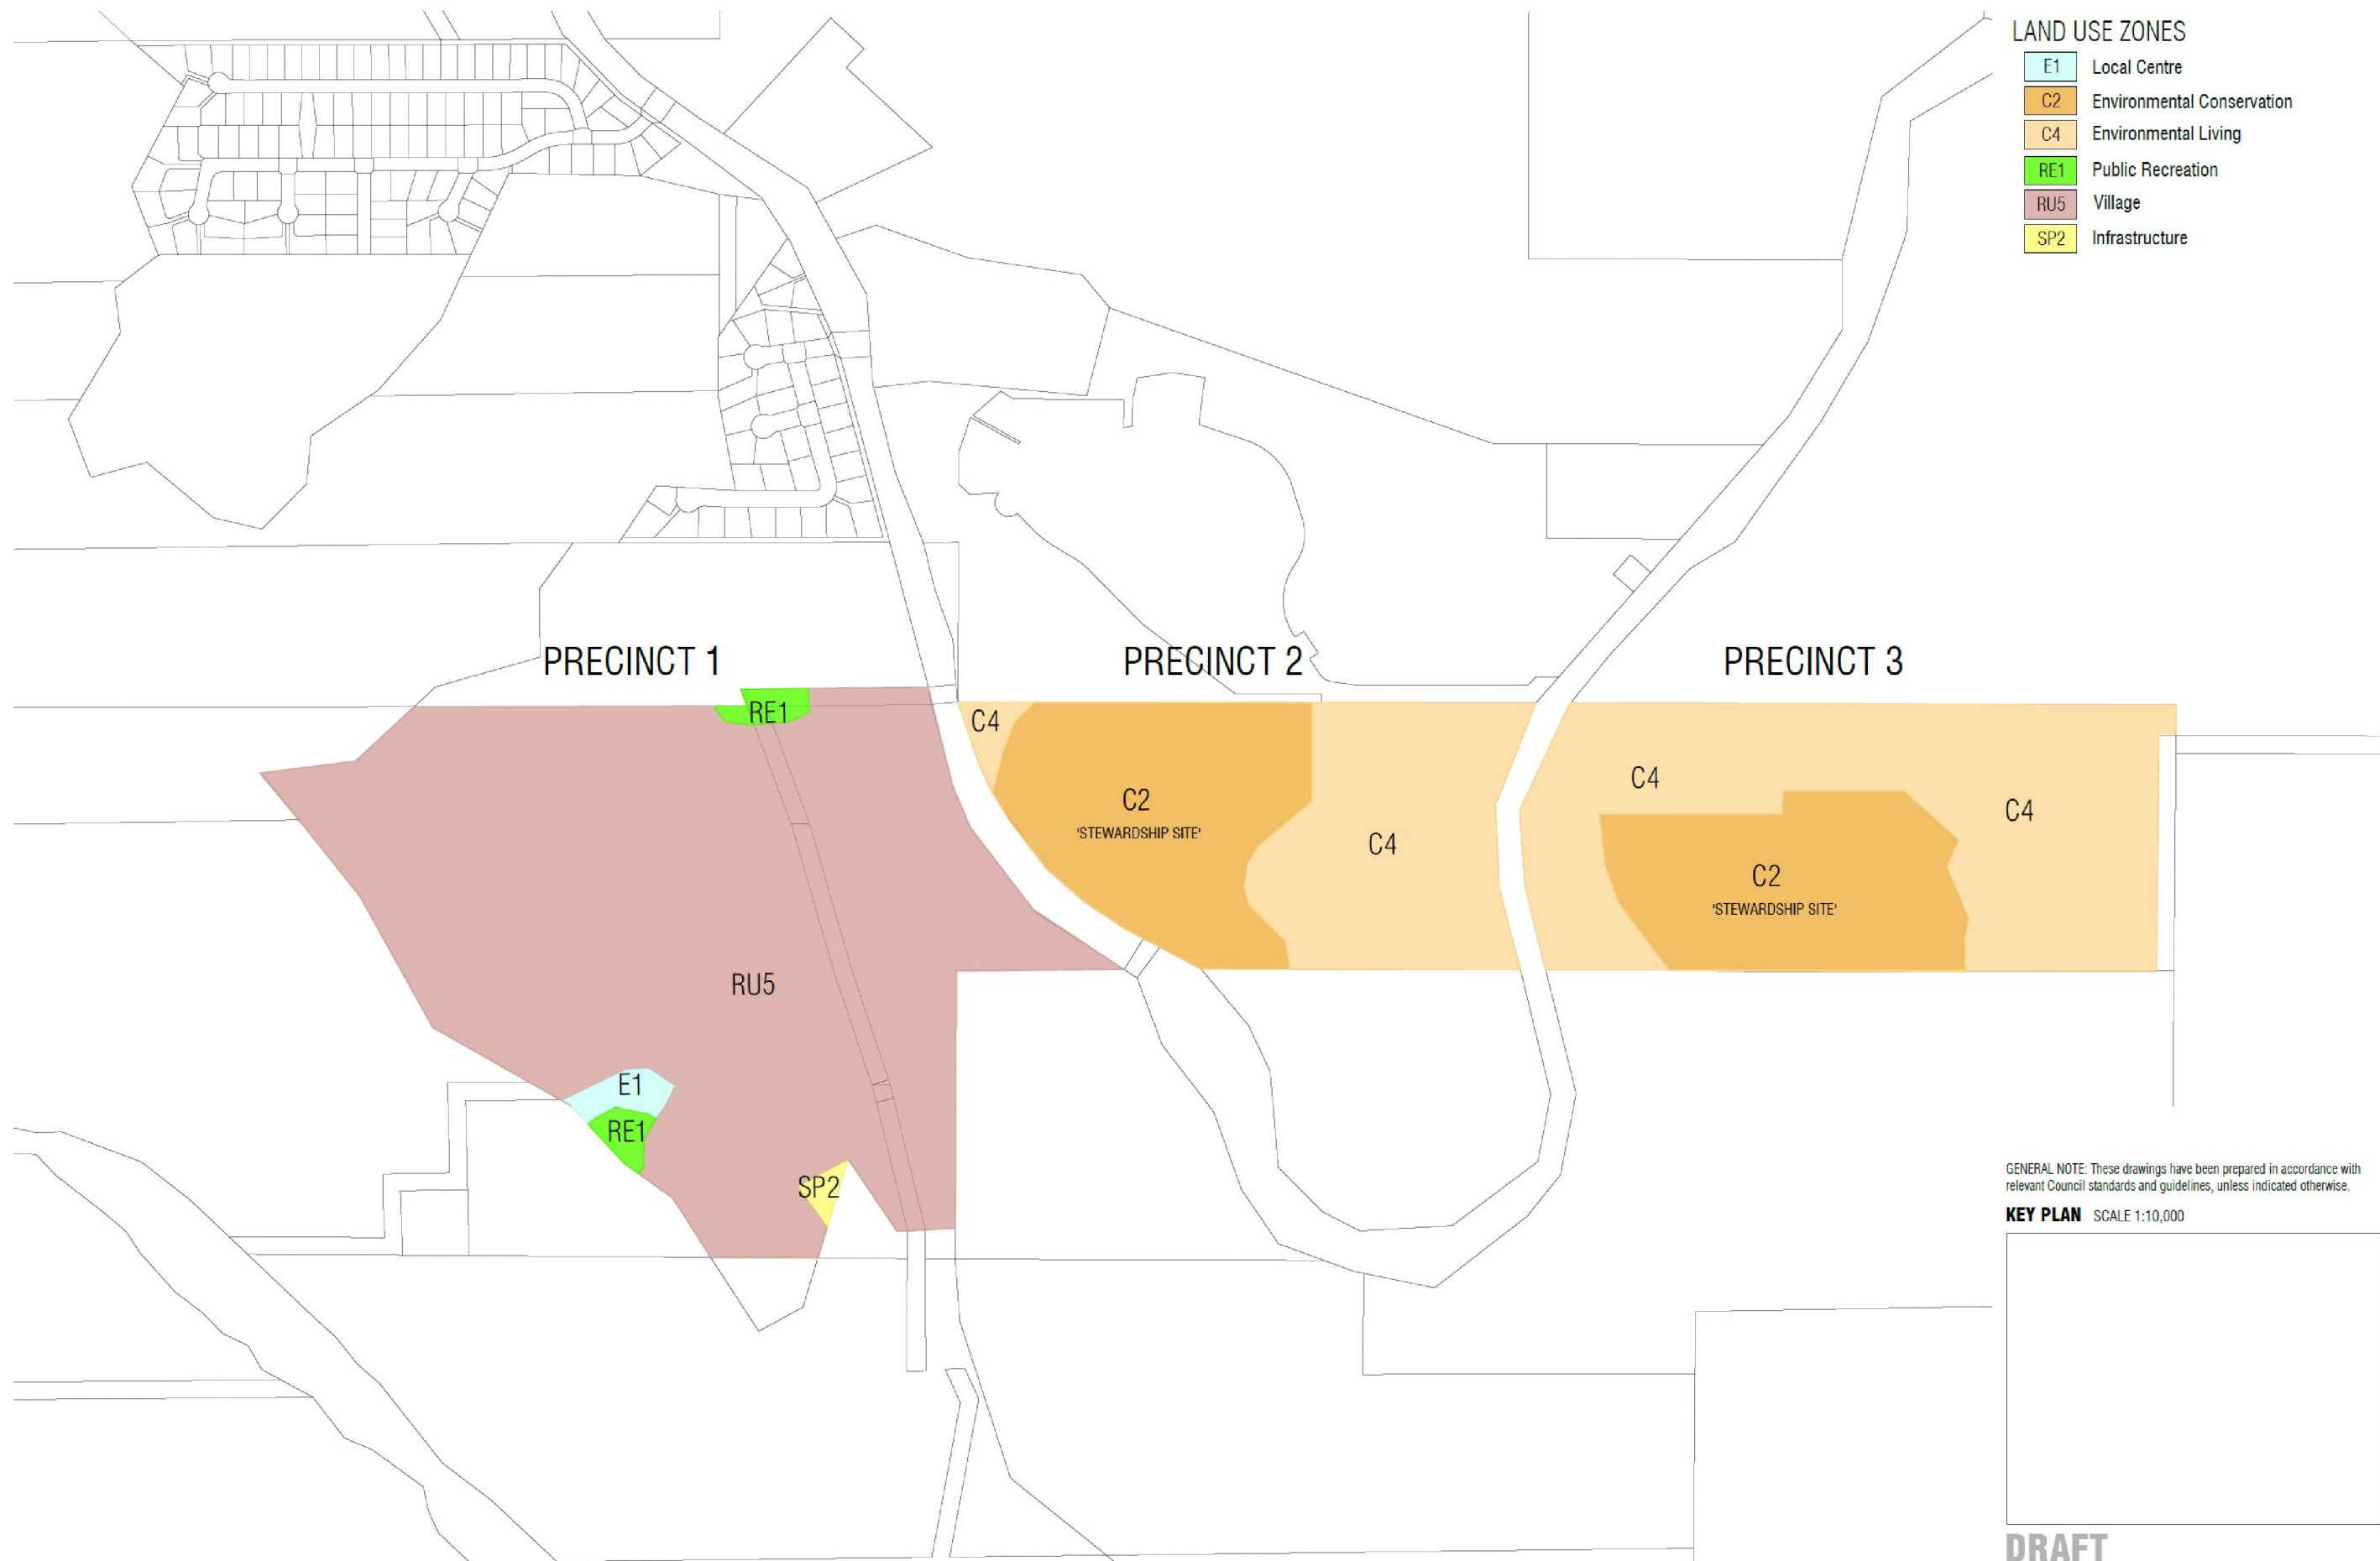 LAND USE ZONES
E1 Local Centre
C2 Environmental Conservation
C4 Environmental Living
RE1 Public Recreation
RU5 Village
SP2 Infrastructure
PRECINCT 1
PRECINCT 2
PRECINCT 3
RE1
C4
C2
'STEWARDSHIP SITE'
C4
C4
C4
C2
'STEWARDSHIP SITE'
RU5
E1
RE1
SP2
GENERAL NOTE: These drawings have been prepared in accordance with
relevant Council standards and guidelines, unless indicated otherwise.
KEY PLAN SCALE 1:10,000
DRAFT